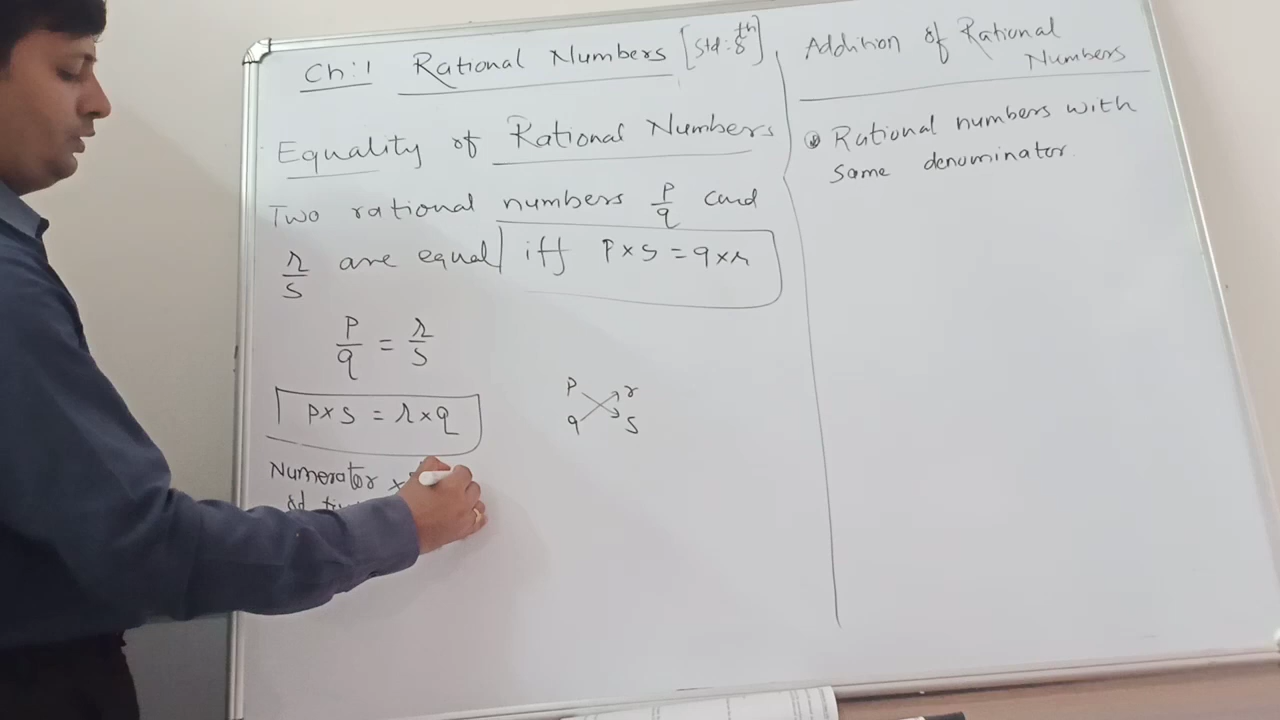 Ch:1 Rational Numbers [Std: 8th]
Equality of Rational Numbers
Two rational numbers p/q and
r/s are equal iff p×s = q×r
p/q = r/s
p×s = r×q
p r
q s
Numerator ×
of
Addition of Rational
Numbers
Rational numbers with
same denominator.